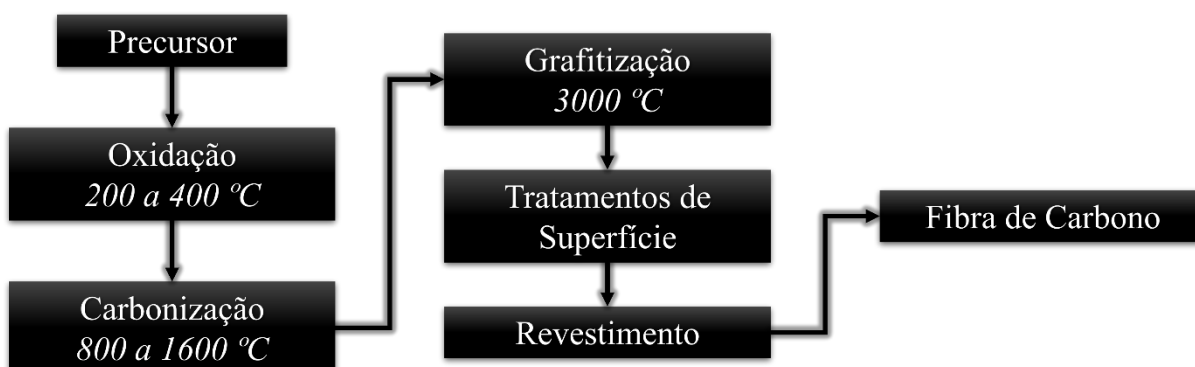 Precursor
Oxidação
200 a 400 ºC
Carbonização
800 a 1600 ºC
Grafitização
3000 ºC
Tratamentos de
Superfície
Revestimento
Fibra de Carbono